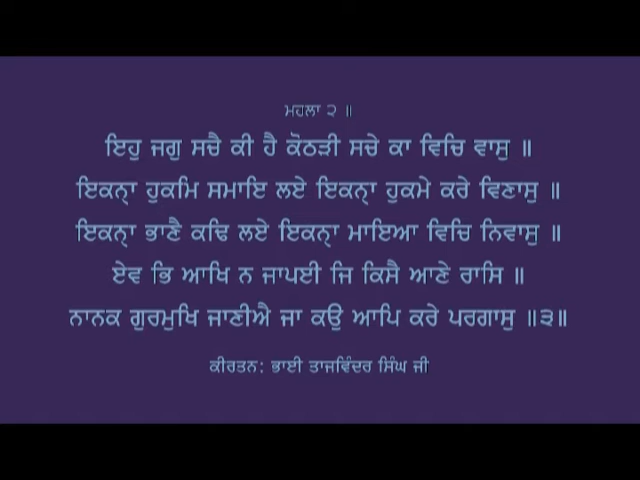 ਮਹਲਾ ੨ ॥
ਇਹੁ ਜਗੁ ਸਚੈ ਕੀ ਹੈ ਕੋਠੜੀ ਸਚੇ ਕਾ ਵਿਚਿ ਵਾਸੁ ॥
ਇਕਨੑਾ ਹੁਕਮਿ ਸਮਾਇ ਲਏ ਇਕਨੑਾ ਹੁਕਮੇ ਕਰੇ ਵਿਣਾਸੁ ॥
ਇਕਨੑਾ ਭਾਣੈ ਕਢਿ ਲਏ ਇਕਨੑਾ ਮਾਇਆ ਵਿਚਿ ਨਿਵਾਸੁ ॥
ਏਵ ਭਿ ਆਖਿ ਨ ਜਾਪਈ ਜਿ ਕਿਸੈ ਆਣੇ ਰਾਸਿ ॥
ਨਾਨਕ ਗੁਰਮੁਖਿ ਜਾਣੀਐ ਜਾ ਕਉ ਆਪਿ ਕਰੇ ਪਰਗਾਸੁ ॥੩॥
ਕੀਰਤਨ: ਭਾਈ ਤਾਜਵਿੰਦਰ ਸਿੰਘ ਜੀ